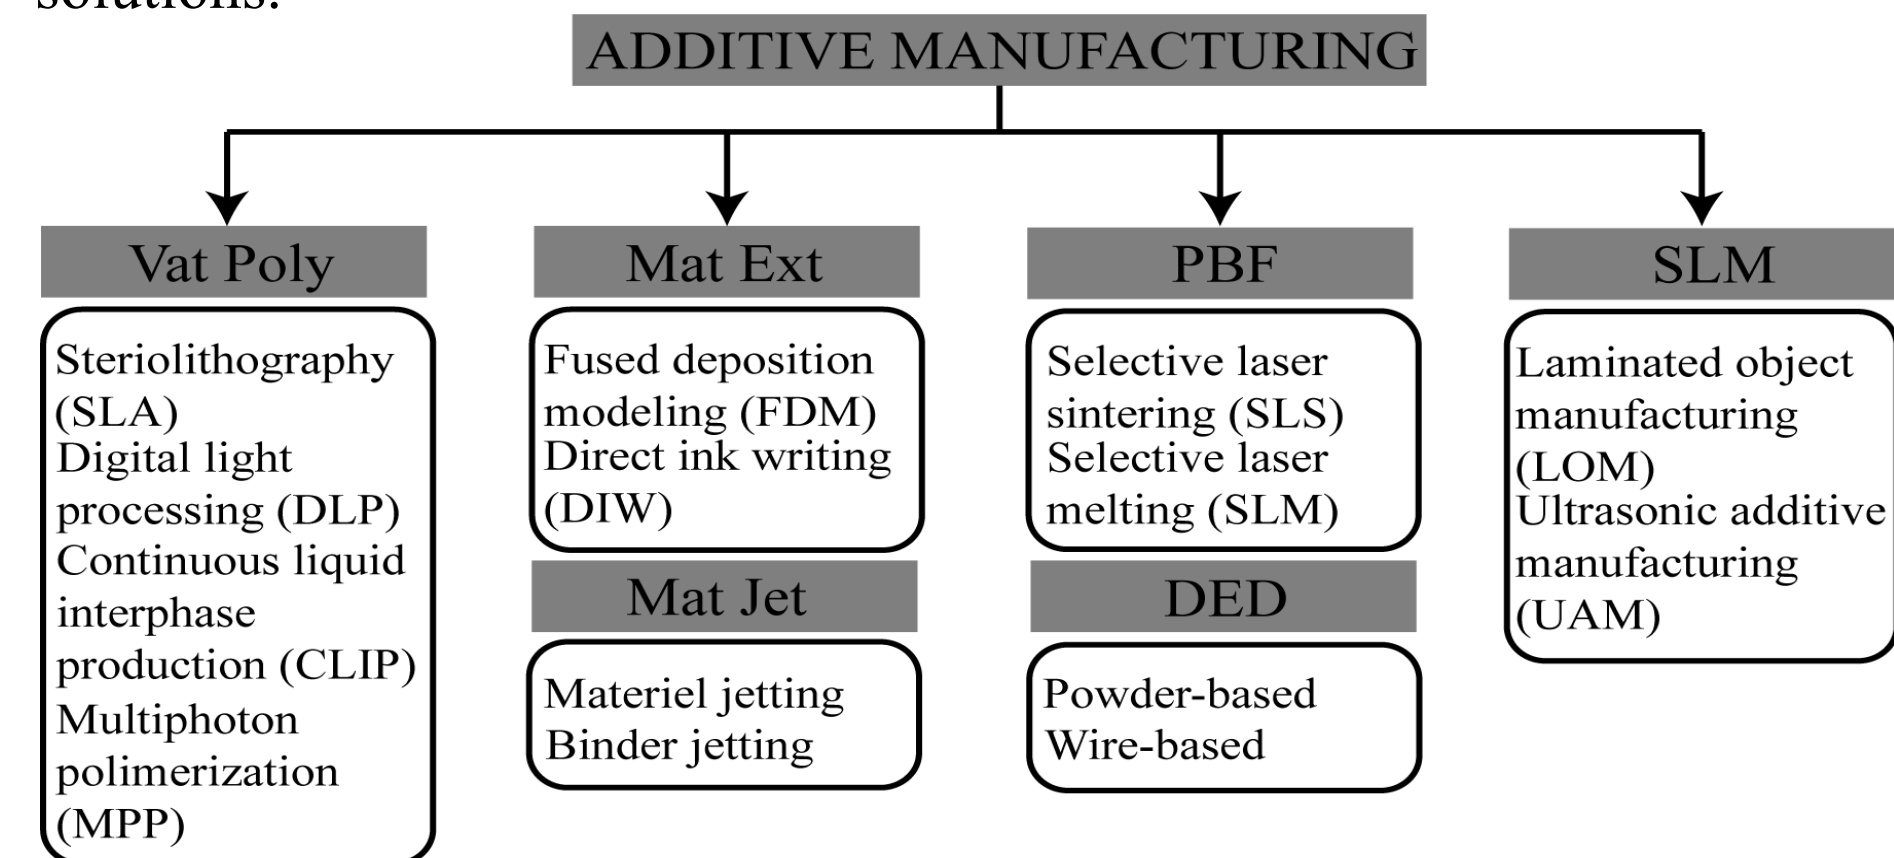 solutions.
ADDITIVE MANUFACTURING
Vat Poly
Steriolithography
(SLA)
Digital light
processing (DLP)
Continuous liquid
interphase
production (CLIP)
Multiphoton
polimerization
(MPP)
Mat Ext
Fused deposition
modeling (FDM)
Direct ink writing
(DIW)
Mat Jet
Materiel jetting
Binder jetting
PBF
Selective laser
sintering (SLS)
Selective laser
melting (SLM)
DED
Powder-based
Wire-based
SLM
Laminated object
manufacturing
(LOM)
Ultrasonic additive
manufacturing
(UAM)